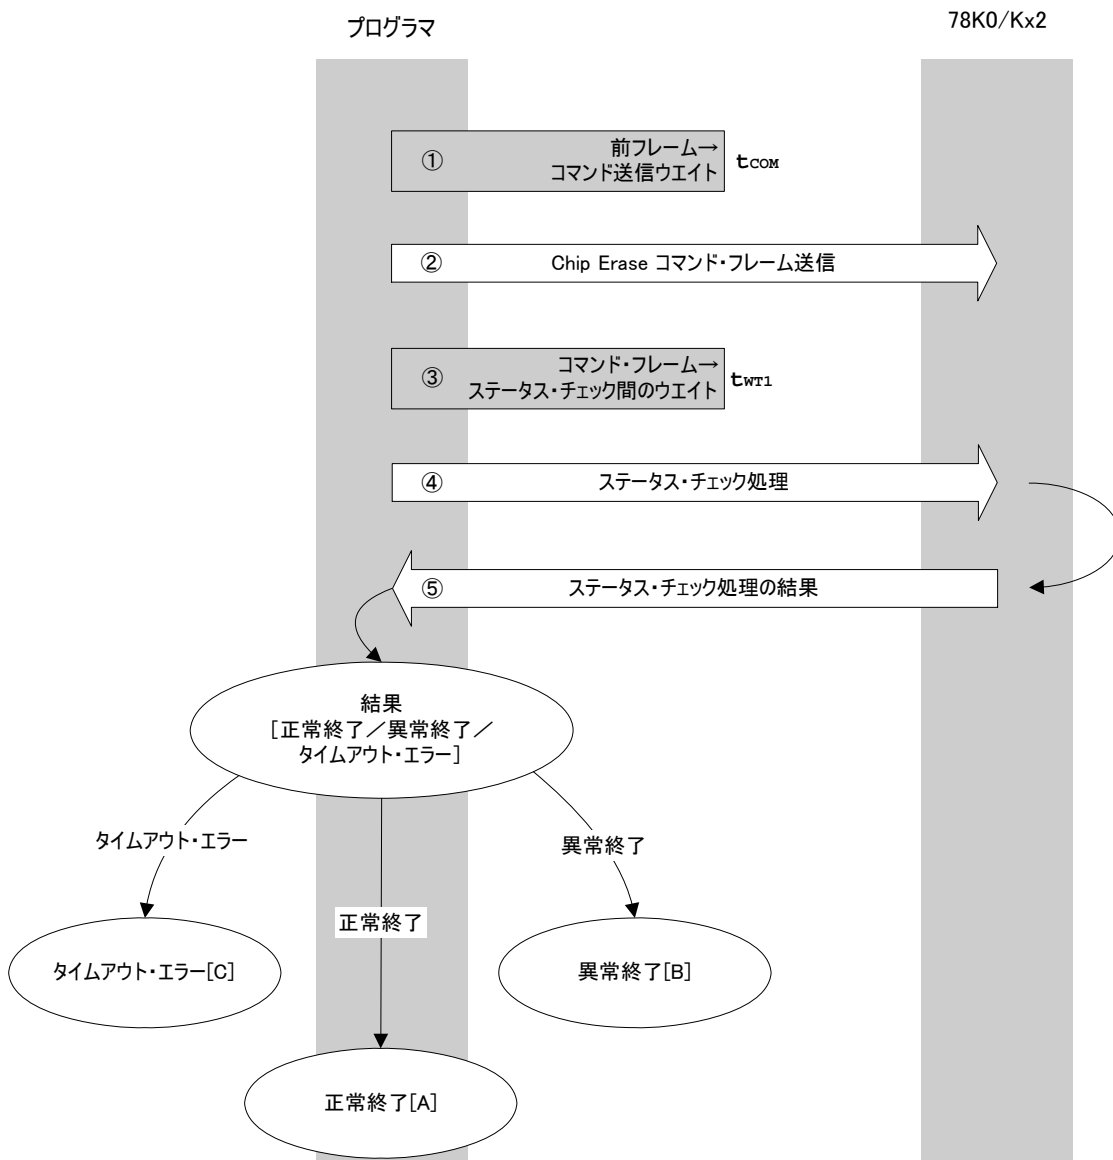 プログラマ
78K0/Kx2
①
前フレーム→
コマンド送信ウエイト
tCOM
② Chip Erase コマンド・フレーム送信
③
コマンド・フレーム→
ステータス・チェック間のウエイト
tWT1
④ ステータス・チェック処理
⑤ ステータス・チェック処理の結果
結果
[正常終了／異常終了／
タイムアウト・エラー]
タイムアウト・エラー
異常終了
正常終了
タイムアウト・エラー[C]
異常終了[B]
正常終了[A]